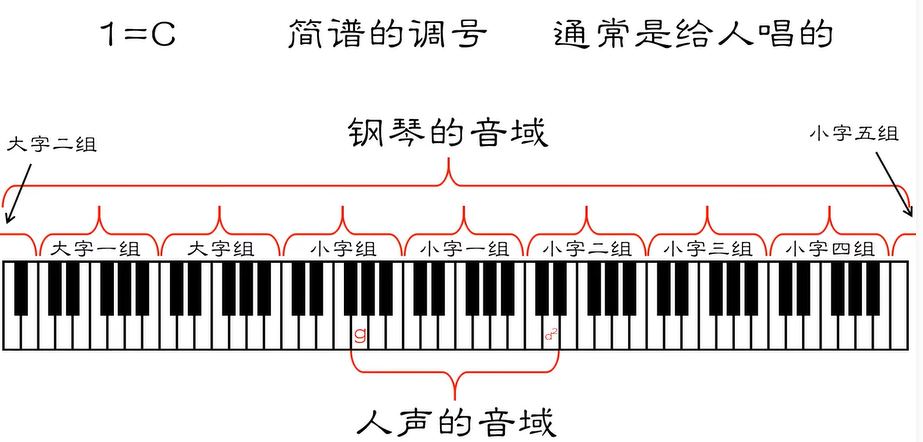 1=C 简谱的调号 通常是给人唱的
钢琴的音域
大字二组 小字五组
大字一组 大字组 小字组 小字一组 小字二组 小字三组 小字四组
g d²
人声的音域